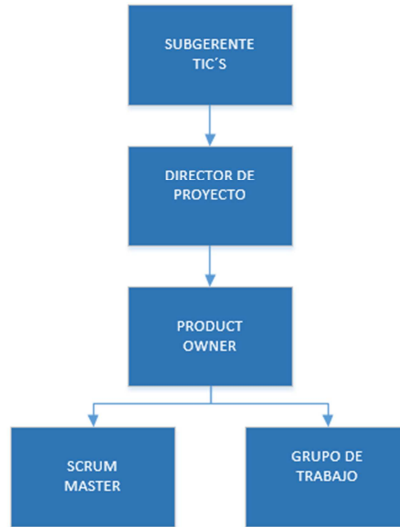 SUBGERENTE
TIC´S
DIRECTOR DE
PROYECTO
PRODUCT
OWNER
SCRUM
MASTER
GRUPO DE
TRABAJO